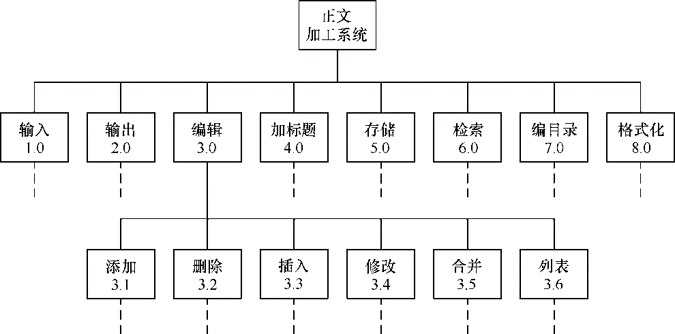 正文
加工系统
输入
1.0
输出
2.0
编辑
3.0
加标题
4.0
存储
5.0
检索
6.0
编目录
7.0
格式化
8.0
添加
3.1
删除
3.2
插入
3.3
修改
3.4
合并
3.5
列表
3.6